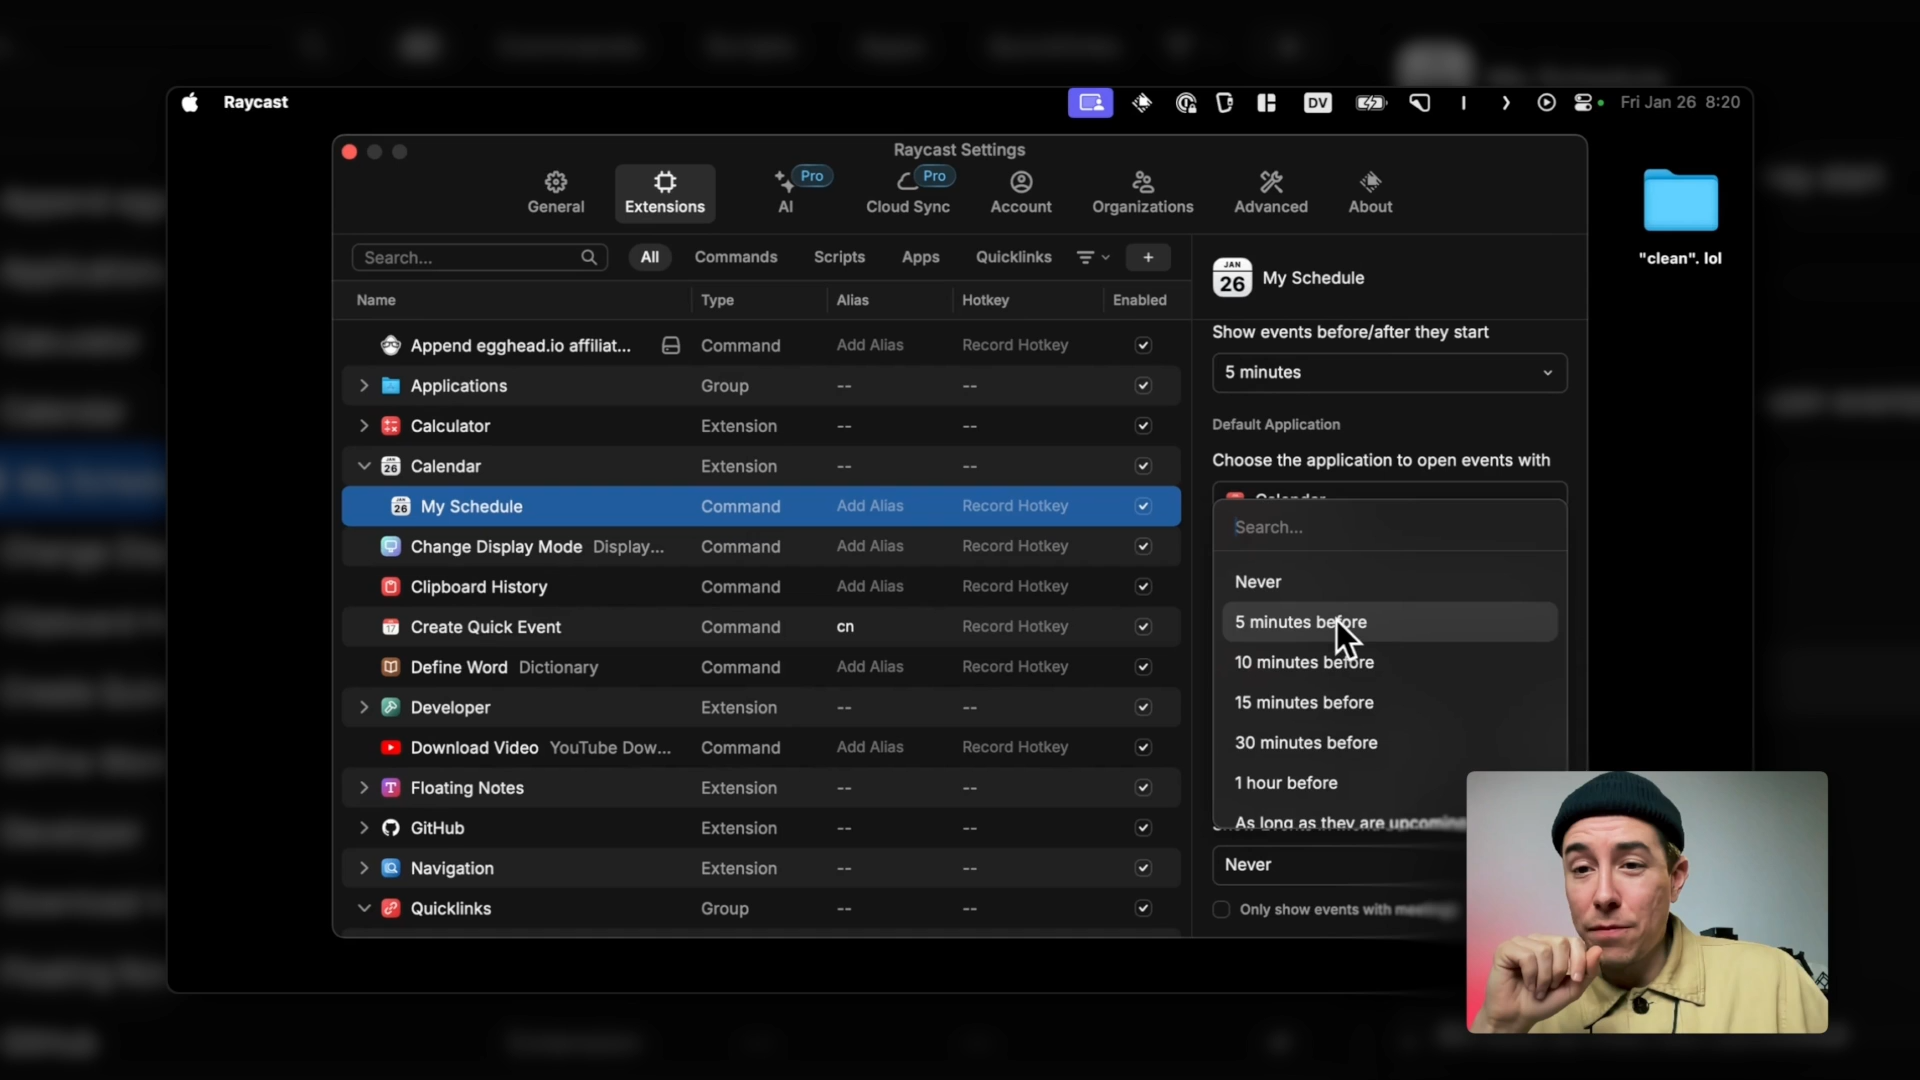 Raycast
DV
Fri Jan 26 8:20
Raycast Settings
General
Extensions
Pro
AI
Pro
Cloud Sync
Account
Organizations
Advanced
About
"clean". lol
Search...
All
Commands
Scripts
Apps
Quicklinks
+
Name Type Alias Hotkey Enabled
Append egghead.io affiliat... Command Add Alias Record Hotkey
Applications Group -- --
Calculator Extension -- --
Calendar Extension -- --
My Schedule Command Add Alias Record Hotkey
Change Display Mode Display... Command Add Alias Record Hotkey
Clipboard History Command Add Alias Record Hotkey
Create Quick Event Command cn Record Hotkey
Define Word Dictionary Command Add Alias Record Hotkey
Developer Extension -- --
Download Video YouTube Dow... Command Add Alias Record Hotkey
Floating Notes Extension -- --
GitHub Extension -- --
Navigation Extension -- --
Quicklinks Group -- --
JAN
26
My Schedule
Show events before/after they start
5 minutes
Default Application
Choose the application to open events with
Calendar
Search...
Never
5 minutes before
10 minutes before
15 minutes before
30 minutes before
1 hour before
As long as they are upcoming
Never
Only show events with meetings